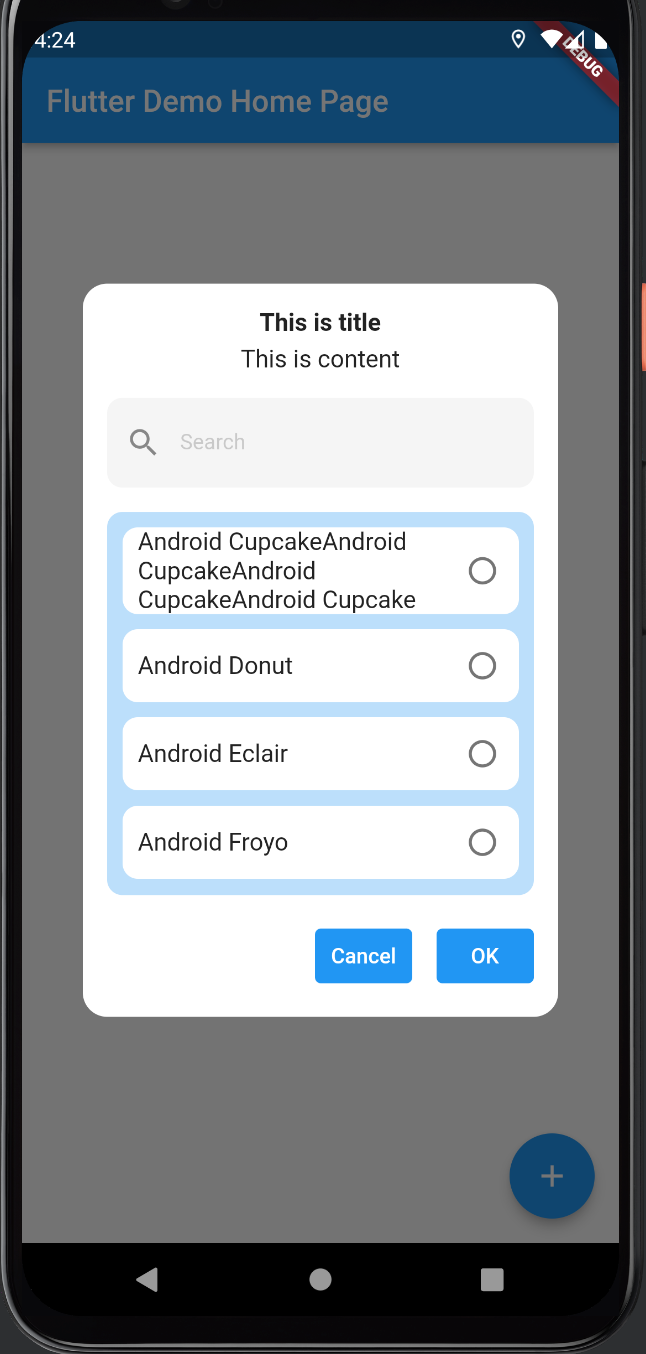 4:24
DEBUG
Flutter Demo Home Page
This is title
This is content
Search
Android CupcakeAndroid
CupcakeAndroid
CupcakeAndroid Cupcake
Android Donut
Android Eclair
Android Froyo
Cancel
OK